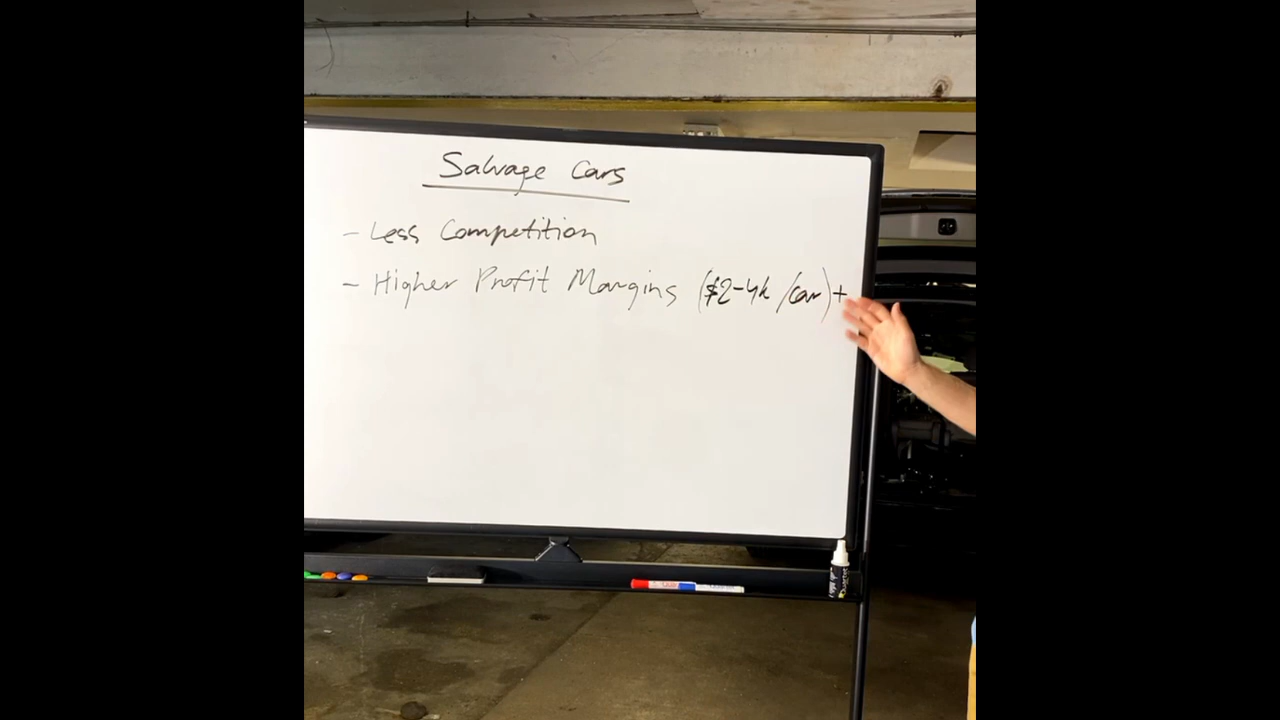 Salvage Cars
- Less Competition
- Higher Profit Margins ($2-4k/car)+